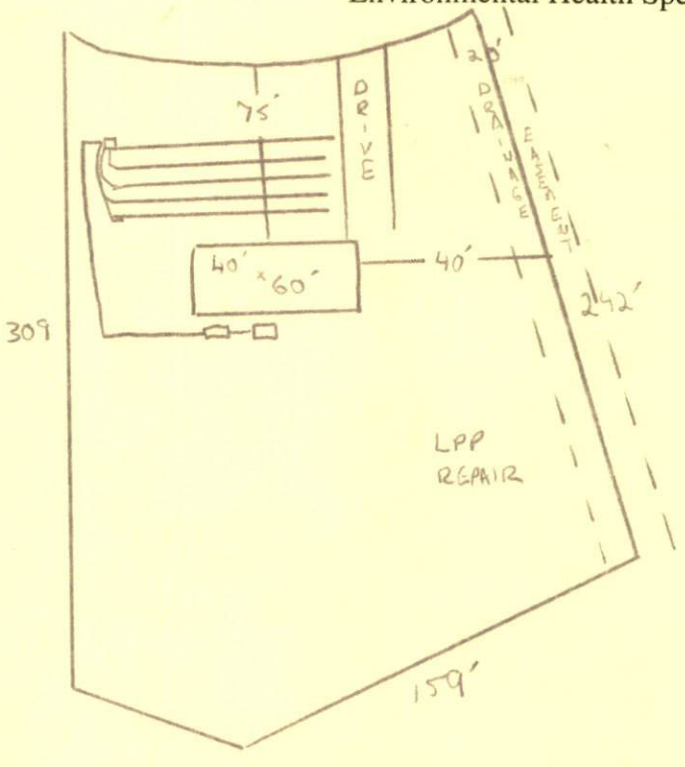 Environmental Health Spe
20'
75'
DRIVE
DRAINAGE
EASEMENT
40' x 60'
40'
242'
309
LPP
REPAIR
159'